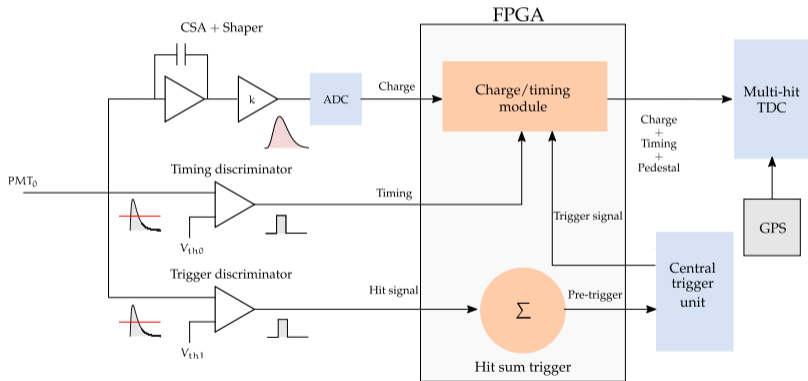 FPGA
CSA + Shaper
k
ADC
Charge
Charge/timing
module
Multi-hit
TDC
Charge
+
Timing
+
Pedestal
Timing discriminator
PMT0
Timing
Vth0
Trigger signal
GPS
Trigger discriminator
Hit signal
Σ
Pre-trigger
Central
trigger
unit
Vth1
Hit sum trigger